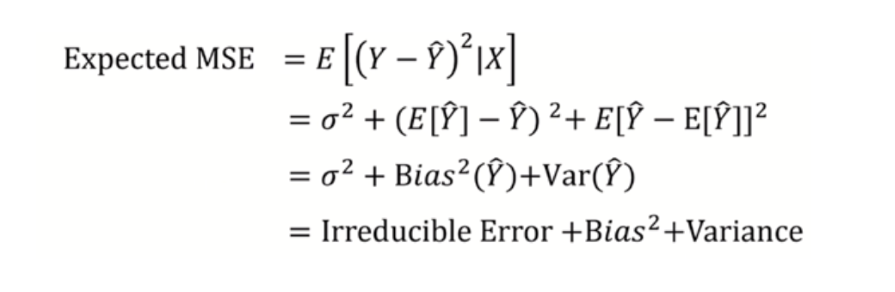 Expected MSE = E[(Y − Ŷ)²|X]
= σ² + (E[Ŷ] − Ŷ) ²+ E[Ŷ − E[Ŷ]]²
= σ² + Bias²(Ŷ)+Var(Ŷ)
= Irreducible Error +Bias²+Variance